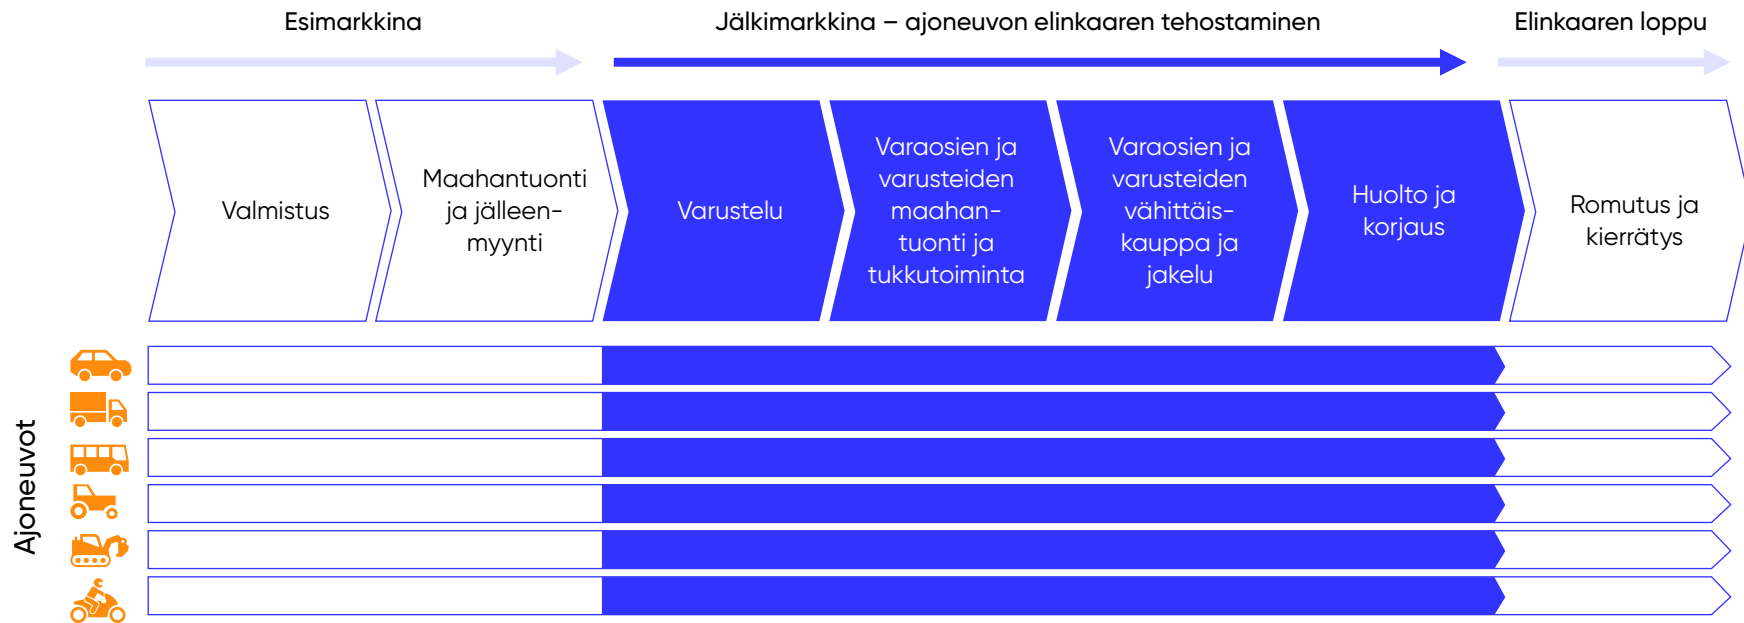 Esimarkkina
Jälkimarkkina – ajoneuvon elinkaaren tehostaminen
Elinkaaren loppu
Valmistus
Maahantuonti
ja jälleen-
myynti
Varustelu
Varaosien ja
varusteiden
maahan-
tuonti ja
tukkutoiminta
Varaosien ja
varusteiden
vähittäis-
kauppa ja
jakelu
Huolto ja
korjaus
Romutus ja
kierrätys
Ajoneuvot